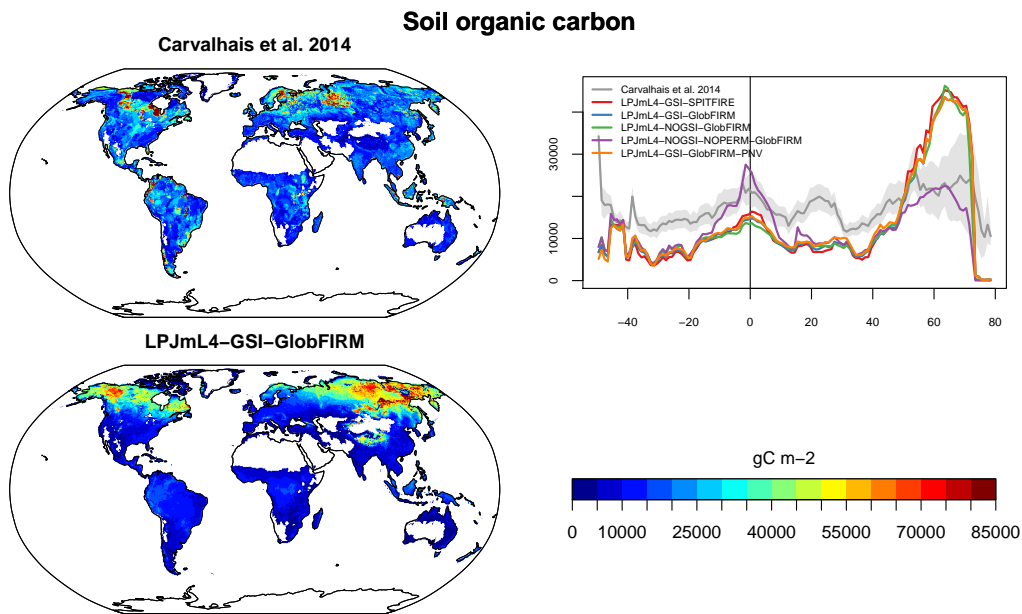 Soil organic carbon
Carvalhais et al. 2014
Carvalhais et al. 2014
LPJmL4−GSI−SPITFIRE
LPJmL4−GSI−GlobFIRM
LPJmL4−NOGSI−GlobFIRM
LPJmL4−NOGSI−NOPERM−GlobFIRM
LPJmL4−GSI−GlobFIRM−PNV
0 10000 30000
−40 −20 0 20 40 60 80
LPJmL4−GSI−GlobFIRM
gC m−2
0 10000 25000 40000 55000 70000 85000